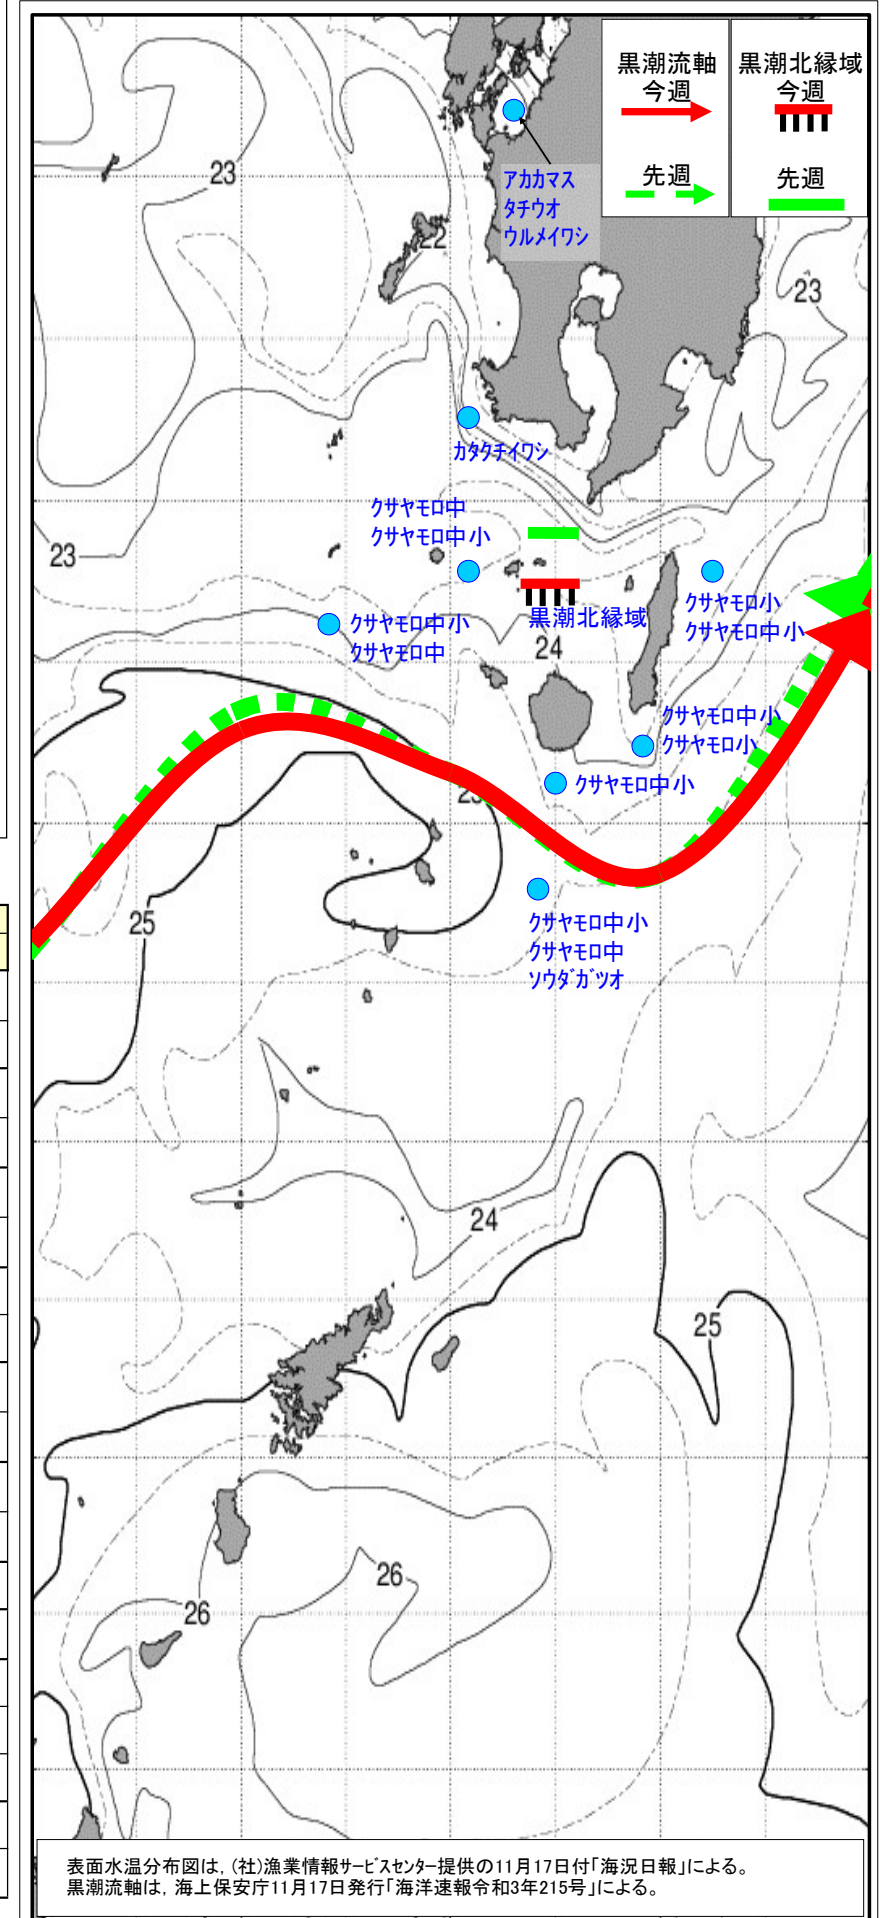 黒潮流軸
今週
先週
黒潮北縁域
今週
先週
アカカマス
タチウオ
ウルメイワシ
23
22
23
カタクチイワシ
クサヤモロ中
クサヤモロ中小
23
クサヤモロ小
クサヤモロ中小
黒潮北縁域
クサヤモロ中小
クサヤモロ中
24
クサヤモロ中小
クサヤモロ小
クサヤモロ中小
25
クサヤモロ中小
クサヤモロ中
ソウダガツオ
24
25
26
26
表面水温分布図は，(社)漁業情報サービスセンター提供の11月17日付「海況日報」による。
黒潮流軸は，海上保安庁11月17日発行「海洋速報令和3年215号」による。